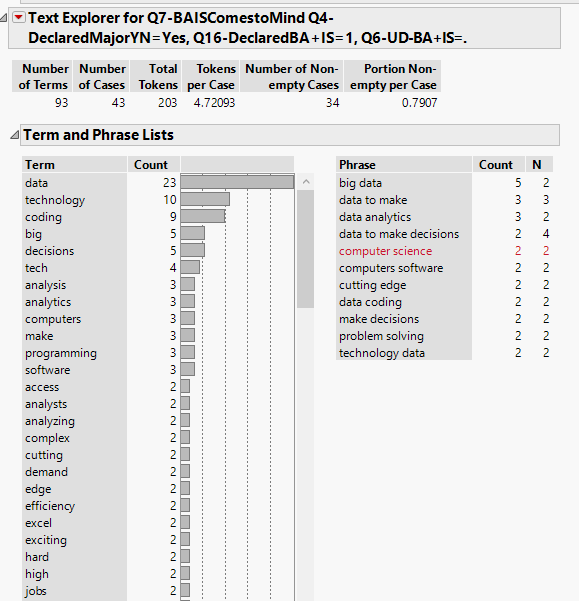 Text Explorer for Q7-BAISComestoMind Q4-
DeclaredMajorYN=Yes, Q16-DeclaredBA+IS=1, Q6-UD-BA+IS=.
Number of Terms Number of Cases Total Tokens Tokens per Case Number of Non-empty Cases Portion Non-empty per Case
93 43 203 4.72093 34 0.7907
Term and Phrase Lists
Term Count
data 23
technology 10
coding 9
big 5
decisions 5
tech 4
analysis 3
analytics 3
computers 3
make 3
programming 3
software 3
access 2
analysts 2
analyzing 2
complex 2
cutting 2
demand 2
edge 2
efficiency 2
excel 2
exciting 2
hard 2
high 2
jobs 2
Phrase Count N
big data 5 2
data to make 3 3
data analytics 3 2
data to make decisions 2 4
computer science 2 2
computers software 2 2
cutting edge 2 2
data coding 2 2
make decisions 2 2
problem solving 2 2
technology data 2 2